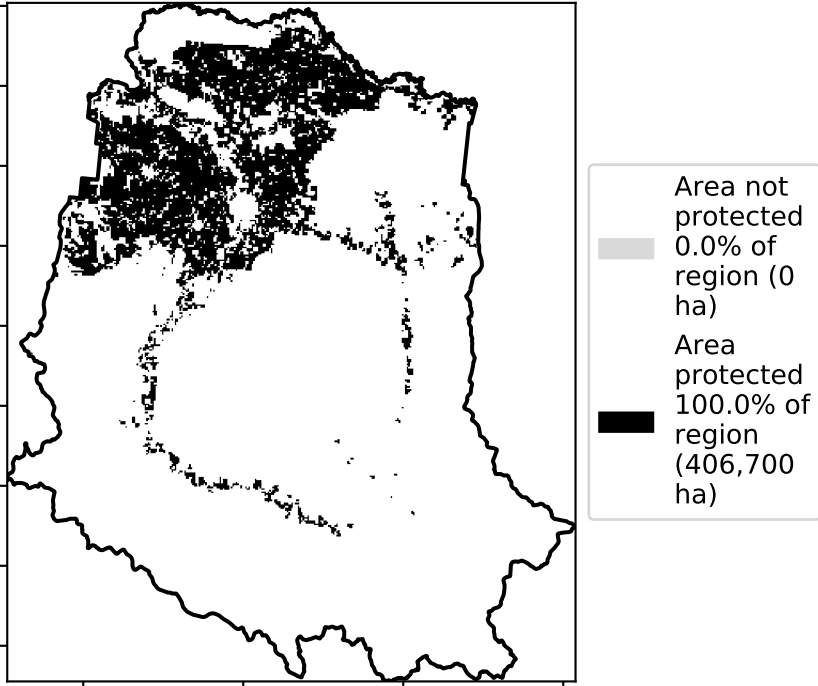 Area not
protected
0.0% of
region (0
ha)
Area
protected
100.0% of
region
(406,700
ha)